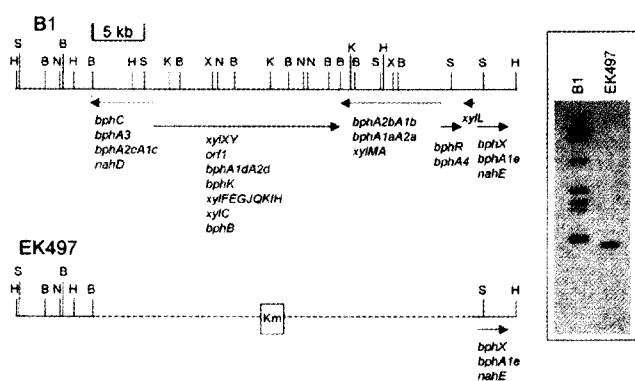 B1
5 kb
S B K H
H B N H B H S K B X N B K B N N B B B S X B S S H
bphC
bphA3
bphA2cA1c
nahD
xylXY
orf1
bphA1dA2d
bphK
xylFEGJQKIH
xylC
bphB
bphA2bA1b
bphA1aA2a
xylMA
bphR
bphA4
xylL
bphX
bphA1e
nahE
EK497
S B
H B N H B S H
Km
bphX
bphA1e
nahE
B1
EK497